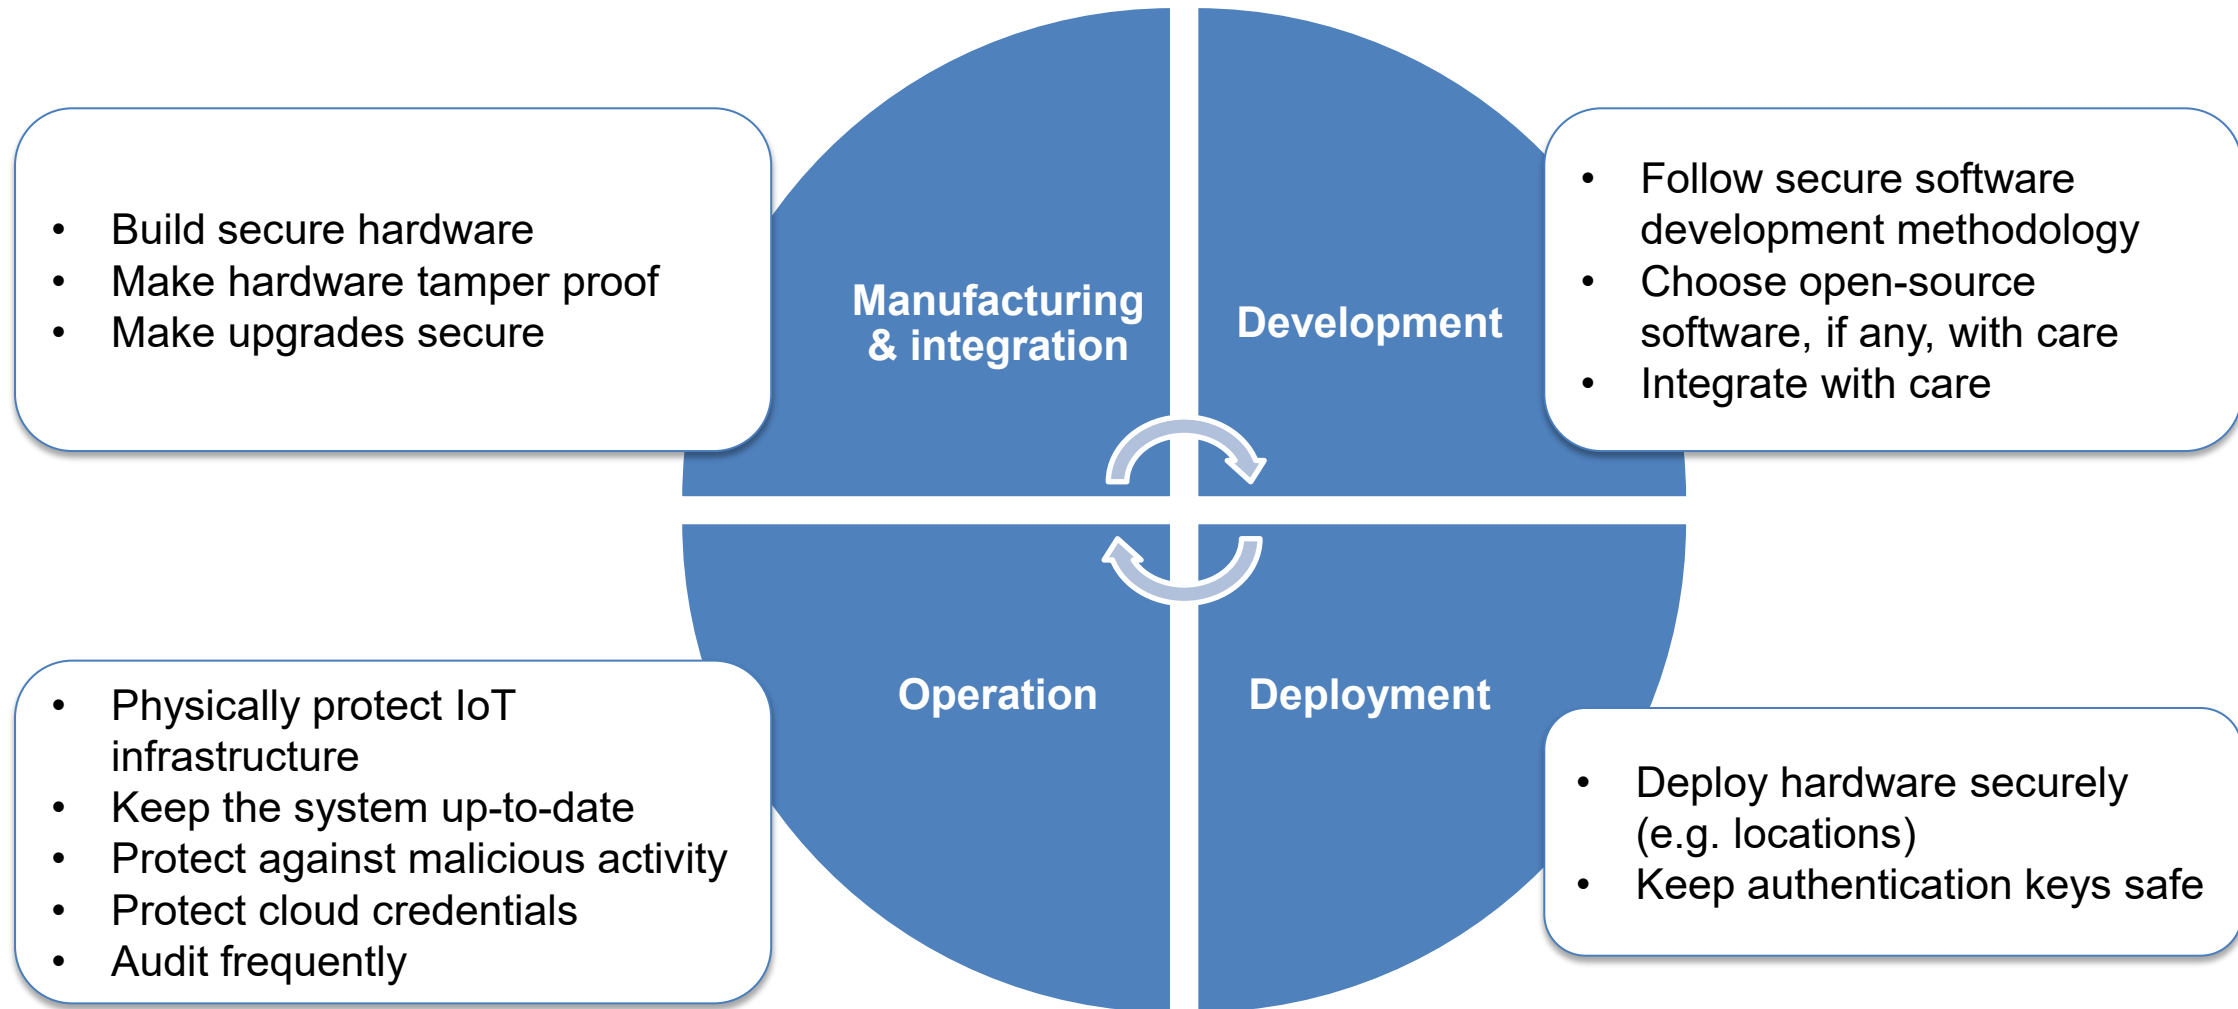 • Build secure hardware
• Make hardware tamper proof
• Make upgrades secure
Manufacturing
& integration
Development
• Follow secure software
development methodology
• Choose open-source
software, if any, with care
• Integrate with care
• Physically protect IoT
infrastructure
• Keep the system up-to-date
• Protect against malicious activity
• Protect cloud credentials
• Audit frequently
Operation
Deployment
• Deploy hardware securely
(e.g. locations)
• Keep authentication keys safe